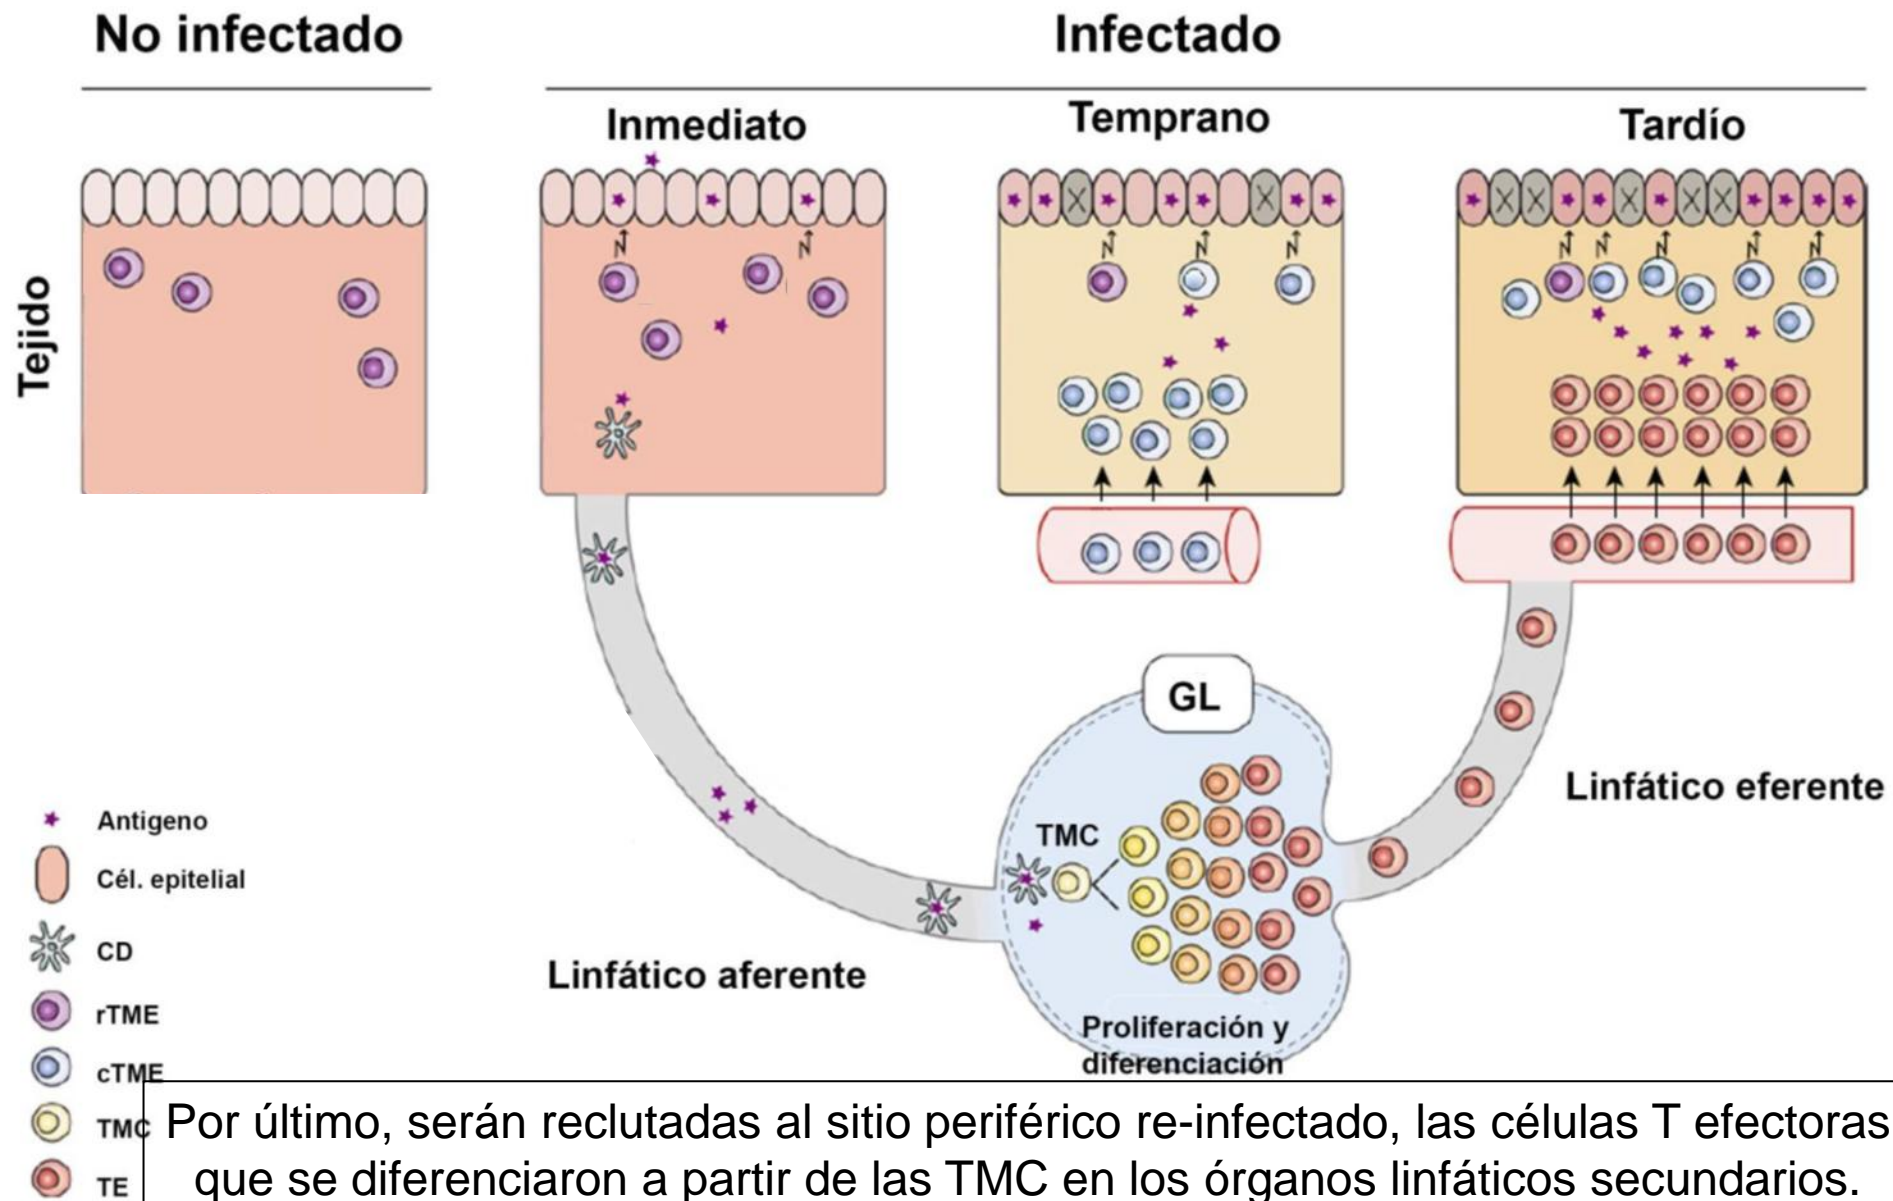 No infectado
Infectado
Inmediato
Temprano
Tardío
Tejido
GL
TMC
Linfático eferente
Linfático aferente
Proliferación y
diferenciación
Antigeno
Cél. epitelial
CD
rTME
cTME
TMC
TE
Por último, serán reclutadas al sitio periférico re-infectado, las células T efectoras
que se diferenciaron a partir de las TMC en los órganos linfáticos secundarios.